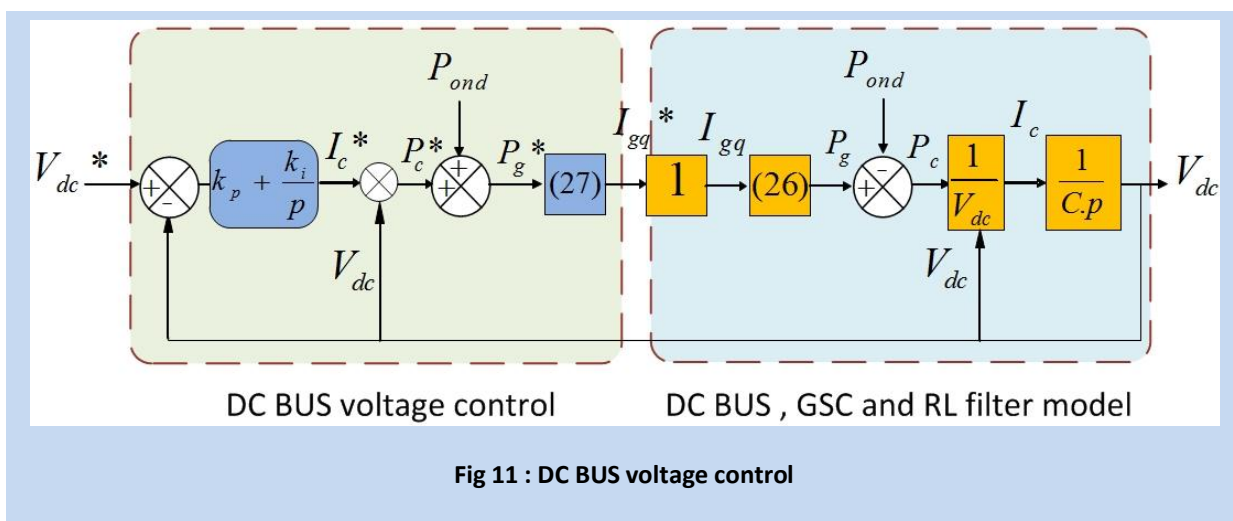 P_ond
P_ond
V_dc*
+
-
k_p + k_i/p
I_c*
P_c*
+
+
P_g*
(27)
I_gq*
1
I_gq
(26)
P_g
+
-
P_c
1/V_dc
I_c
1/C.p
V_dc
V_dc
V_dc
DC BUS voltage control
DC BUS , GSC and RL filter model
Fig 11 : DC BUS voltage control